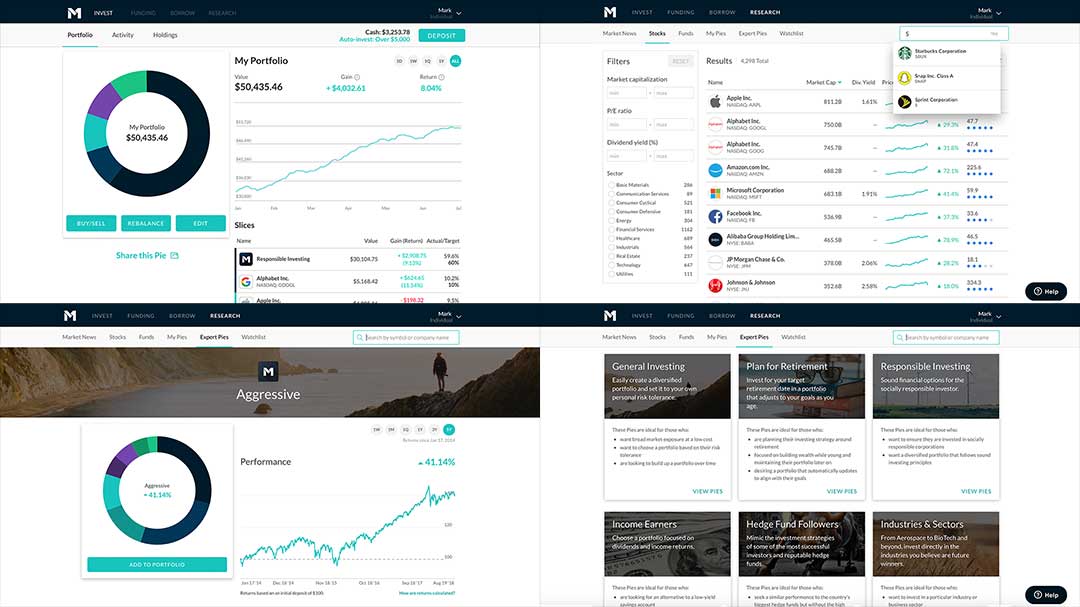 M INVEST FUNDING BORROW RESEARCH Mark
Individual
Portfolio Activity Holdings Cash: $3,253.78
Auto-invest: Over $5,000 DEPOSIT
My Portfolio
$50,435.46
BUY/SELL REBALANCE EDIT
Share this Pie
My Portfolio 1D 1W 1Q 1Y ALL
Value Gain Return
$50,435.46 + $4,032.61 8.04%
$36,030
$30,000
Jan Feb Mar Apr May Jun Jul
Slices
Name Value Gain (Return) Actual/Target
M Responsible Investing $30,104.75 + $2,908.75 59.6%
(9.13%) 60%
Alphabet Inc. $5,168.42 + $624.65 10.2%
NASDAQ: GOOGL (11.54%) 10%
Apple Inc. -$198.32 9.5%
M INVEST FUNDING BORROW RESEARCH Mark
Individual
Market News Stocks Funds My Pies Expert Pies Watchlist
S
Starbucks Corporation
SBUX
Snap Inc. Class A
SNAP
Sprint Corporation
S
Filters RESET
Market capitalization
min - max
P/E ratio
min - max
Dividend yield (%)
min - max
Sector
Basic Materials 286
Communication Services 89
Consumer Cyclical 521
Consumer Defensive 181
Energy 304
Financial Services 1162
Healthcare 689
Industrials 564
Real Estate 237
Technology 647
Utilities 111
Results 4,298 Total
Name Market Cap Div. Yield Price
Apple Inc. 811.2B 1.61%
NASDAQ: AAPL
Alphabet Inc. 750.0B -- 29.3% 47.7
NASDAQ: GOOGL
Alphabet Inc. 745.7B -- 31.6% 47.4
NASDAQ: GOOG
Amazon.com Inc. 688.2B -- 72.1% 225.6
NASDAQ: AMZN
Microsoft Corporation 683.1B 1.91% 41.4% 59.9
NASDAQ: MSFT
Facebook Inc. 536.9B -- 27.3% 33.6
NASDAQ: FB
Alibaba Group Holding Lim... 465.5B -- 78.9% 46.5
NYSE: BABA
JP Morgan Chase & Co. 378.0B 2.06% 28.2% 18.1
NYSE: JPM
Johnson & Johnson 352.6B 2.58% 18.0% 334.3
NYSE: JNJ
Help
M INVEST FUNDING BORROW RESEARCH Mark
Individual
Market News Stocks Funds My Pies Expert Pies Watchlist Search by symbol or company name
M
Aggressive
Aggressive
+ 41.14%
ADD TO PORTFOLIO
Returns since Jan 17, 2014
Performance 41.14%
120
100
Jan 17 '14 Dec 16 '14 Nov 18 '15 Oct 18 '16 Sep 18 '17 Aug 19 '18
Returns based on an initial deposit of $100. How are returns calculated?
M INVEST FUNDING BORROW RESEARCH Mark
Individual
Market News Stocks Funds My Pies Expert Pies Watchlist Search by symbol or company name
General Investing
Easily create a diversified
portfolio and set it to your own
personal risk tolerance.
These Pies are ideal for those who:
• want broad market exposure at a low cost
• want to choose a portfolio based on their risk
tolerance
• are looking to build up a portfolio over time
VIEW PIES
Plan for Retirement
Invest for your target
retirement date in a portfolio
that adjusts to your goals as you
age.
These Pies are ideal for those who:
• are planning their investing strategy around
retirement
• focused on building wealth while young and
maintaining their portfolio later on
• desiring a portfolio that automatically updates
to align with their goals
VIEW PIES
Responsible Investing
Sound financial options for the
socially responsible investor.
These Pies are ideal for those who:
• want to ensure they are invested in socially
responsible corporations
• want a diversified portfolio that follows sound
investing principles
VIEW PIES
Income Earners
Choose a portfolio focused on
dividends and income returns.
These Pies are ideal for those who:
• are looking for an alternative to a low-yield
savings account
Hedge Fund Followers
Mimic the investment strategies
of some of the most successful
investors and reputable hedge
funds.
These Pies are ideal for those who:
• seek a similar performance to the country's
biggest hedge funds but without the high
Industries & Sectors
From Aerospace to BioTech and
beyond, invest directly in the
industries you believe are future
winners.
These Pies are ideal for those who:
• want to invest in a particular industry or
business sector
Help